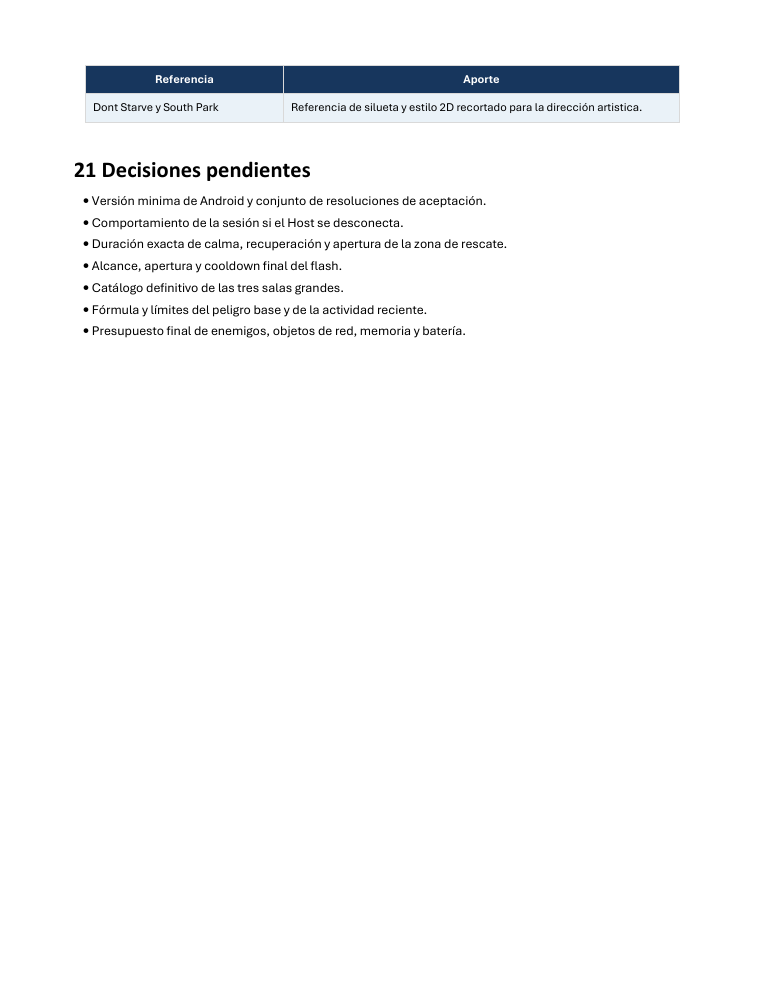 Referencia Aporte
Dont Starve y South Park Referencia de silueta y estilo 2D recortado para la dirección artistica.
21 Decisiones pendientes
• Versión minima de Android y conjunto de resoluciones de aceptación.
• Comportamiento de la sesión si el Host se desconecta.
• Duración exacta de calma, recuperación y apertura de la zona de rescate.
• Alcance, apertura y cooldown final del flash.
• Catálogo definitivo de las tres salas grandes.
• Fórmula y límites del peligro base y de la actividad reciente.
• Presupuesto final de enemigos, objetos de red, memoria y batería.